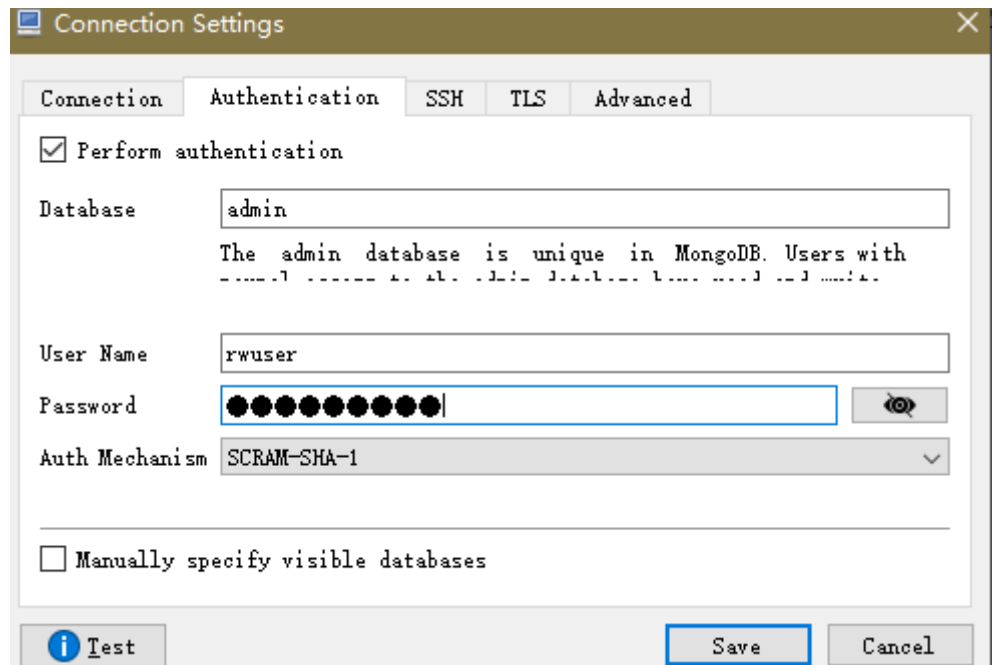 Connection Settings
Connection Authentication SSH TLS Advanced
Perform authentication
Database admin
The admin database is unique in MongoDB. Users with
User Name rwuser
Password ●●●●●●●●●
Auth Mechanism SCRAM-SHA-1
Manually specify visible databases
Test Save Cancel